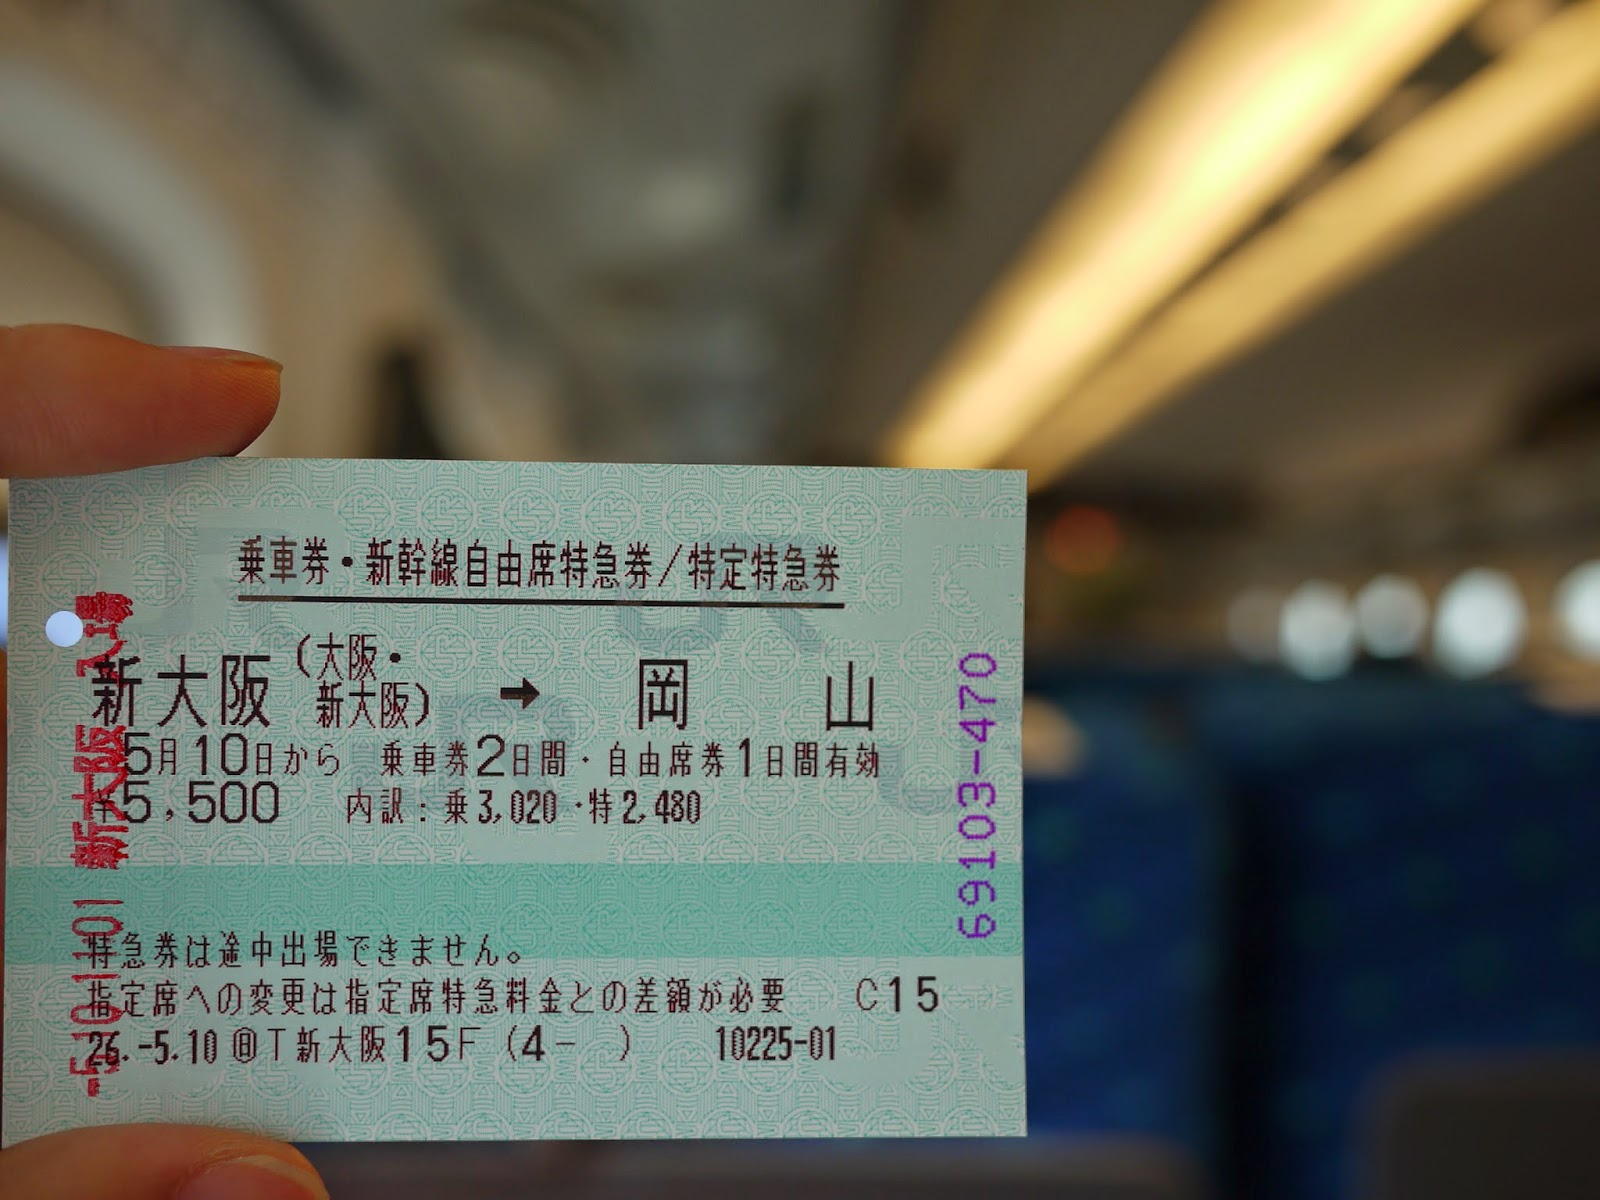 乗車券・新幹線自由席特急券/特定特急券
新大阪(大阪・新大阪)➡岡山
5月10日から 乗車券2日間・自由席券1日間有効
¥5,500 内訳:乗3,020・特2,480
特急券は途中出場できません。
指定席への変更は指定席特急料金との差額が必要 C15
26.-5.10 ㊐T新大阪15F (4- ) 10225-01
69103-470
新大阪 入場